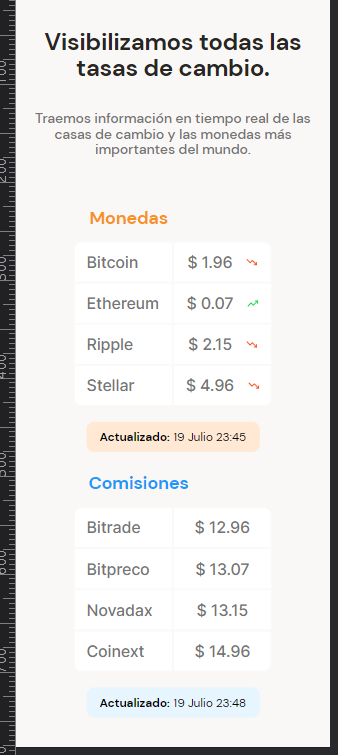 Visibilizamos todas las
tasas de cambio.
Traemos información en tiempo real de las
casas de cambio y las monedas más
importantes del mundo.
Monedas
Bitcoin $ 1.96
Ethereum $ 0.07
Ripple $ 2.15
Stellar $ 4.96
Actualizado: 19 Julio 23:45
Comisiones
Bitrade $ 12.96
Bitpreco $ 13.07
Novadax $ 13.15
Coinext $ 14.96
Actualizado: 19 Julio 23:48